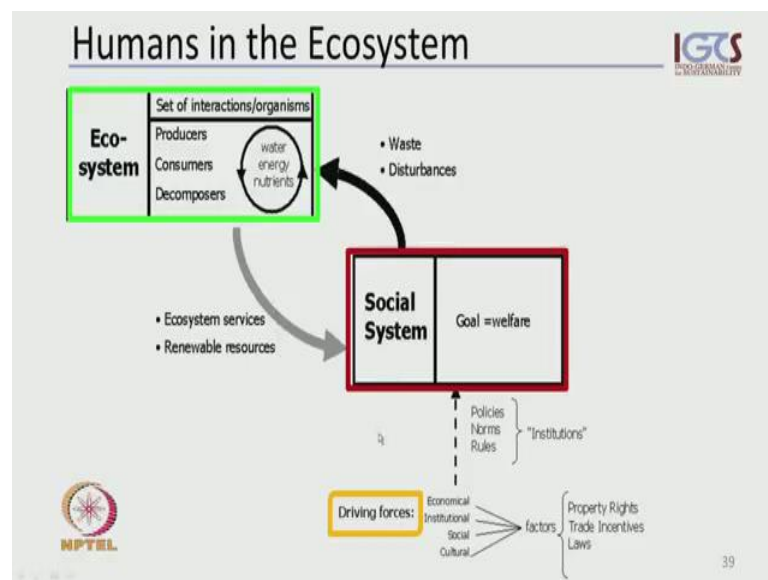 Humans in the Ecosystem
IGCS
INDO-GERMAN Centre
for SUSTAINABILITY
Eco-
system
Set of interactions/organisms
Producers
Consumers
Decomposers
water
energy
nutrients
• Waste
• Disturbances
• Ecosystem services
• Renewable resources
Social
System
Goal =welfare
Policies
Norms
Rules
"Institutions"
Driving forces:
Economical
Institutional
Social
Cultural
factors
Property Rights
Trade Incentives
Laws
NPTEL
39